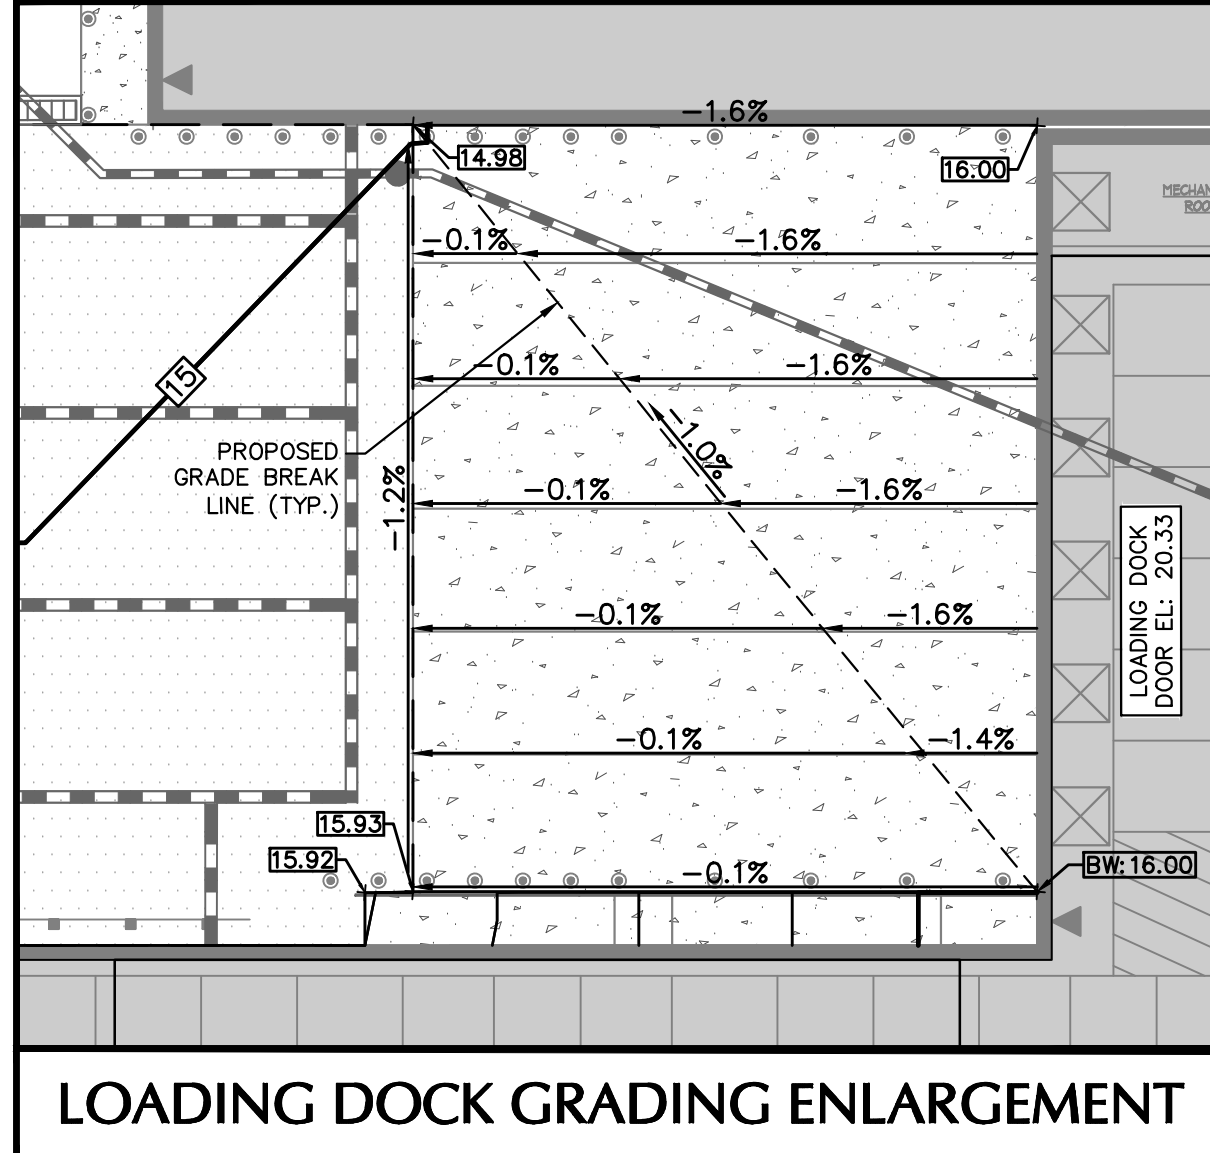 −1.6%
14.98
16.00
MECHAN
ROO
−0.1%
−1.6%
−0.1%
−1.6%
15
−1.0%
PROPOSED
GRADE BREAK
LINE (TYP.)
−1.2%
−0.1%
−1.6%
LOADING DOCK
DOOR EL: 20.33
−0.1%
−1.6%
−0.1%
−1.4%
15.93
15.92
−0.1%
BW:16.00
LOADING DOCK GRADING ENLARGEMENT